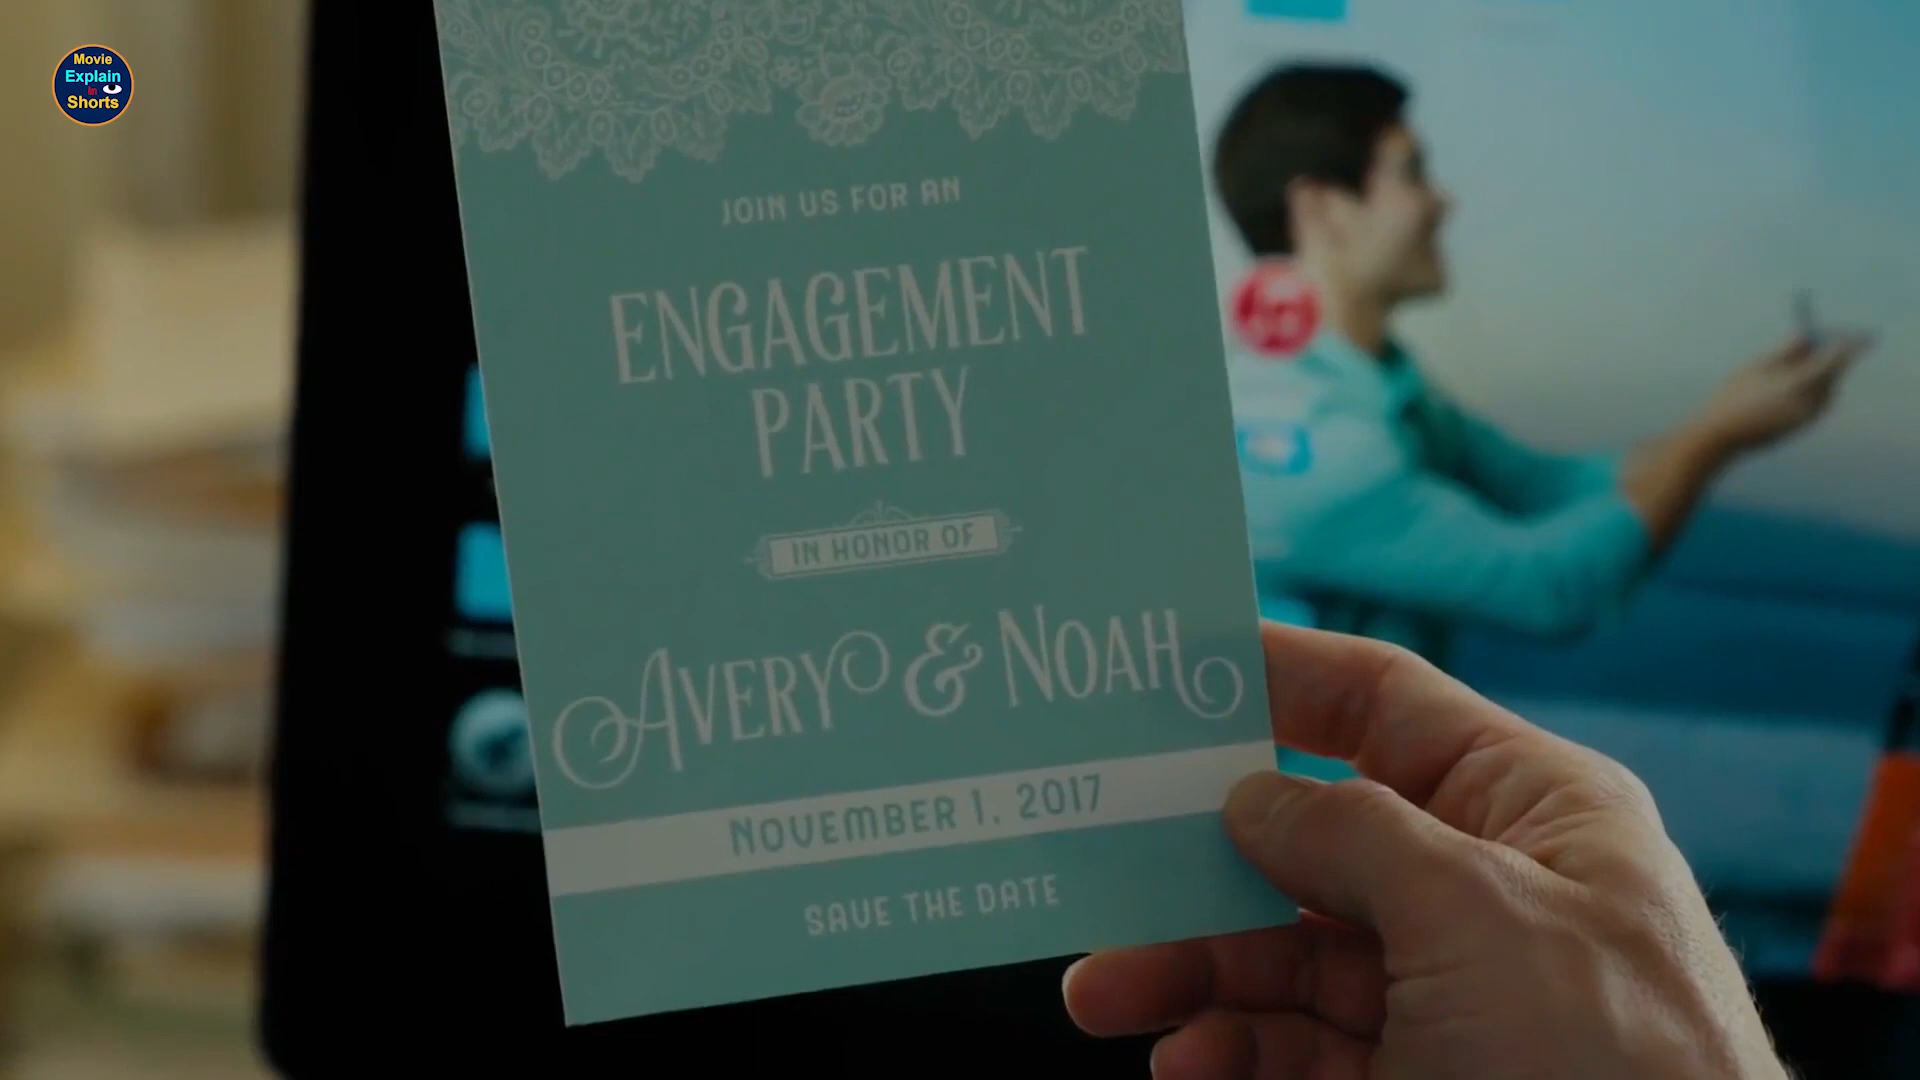 Movie
Explain
In
Shorts
JOIN US FOR AN
ENGAGEMENT
PARTY
IN HONOR OF
AVERY & NOAH
NOVEMBER 1, 2017
SAVE THE DATE